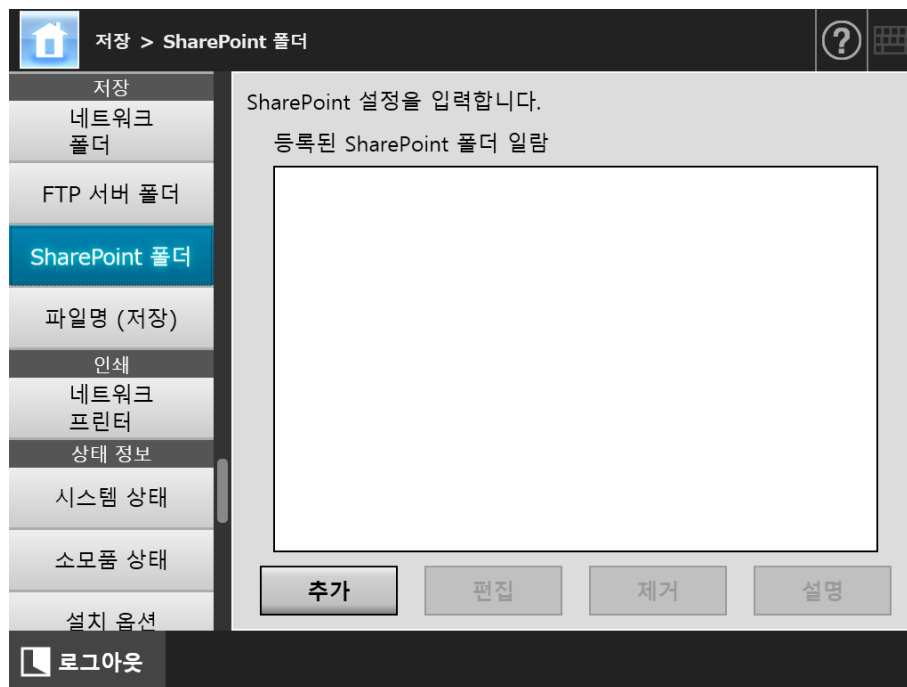 저장 > SharePoint 폴더
저장
네트워크
폴더
FTP 서버 폴더
SharePoint 폴더
파일명 (저장)
인쇄
네트워크
프린터
상태 정보
시스템 상태
소모품 상태
설치 옵션
SharePoint 설정을 입력합니다.
등록된 SharePoint 폴더 일람
추가
편집
제거
설명
로그아웃